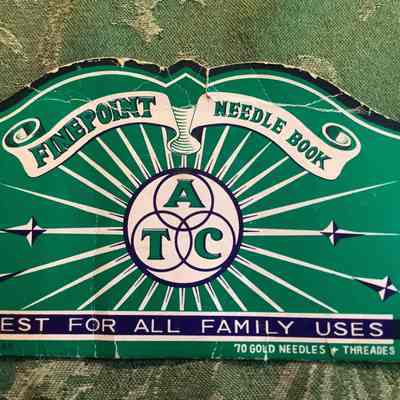 FINEPOINT NEEDLE BOOK
A
T C
EST FOR ALL FAMILY USES
70 GOLD NEEDLES + THREADES